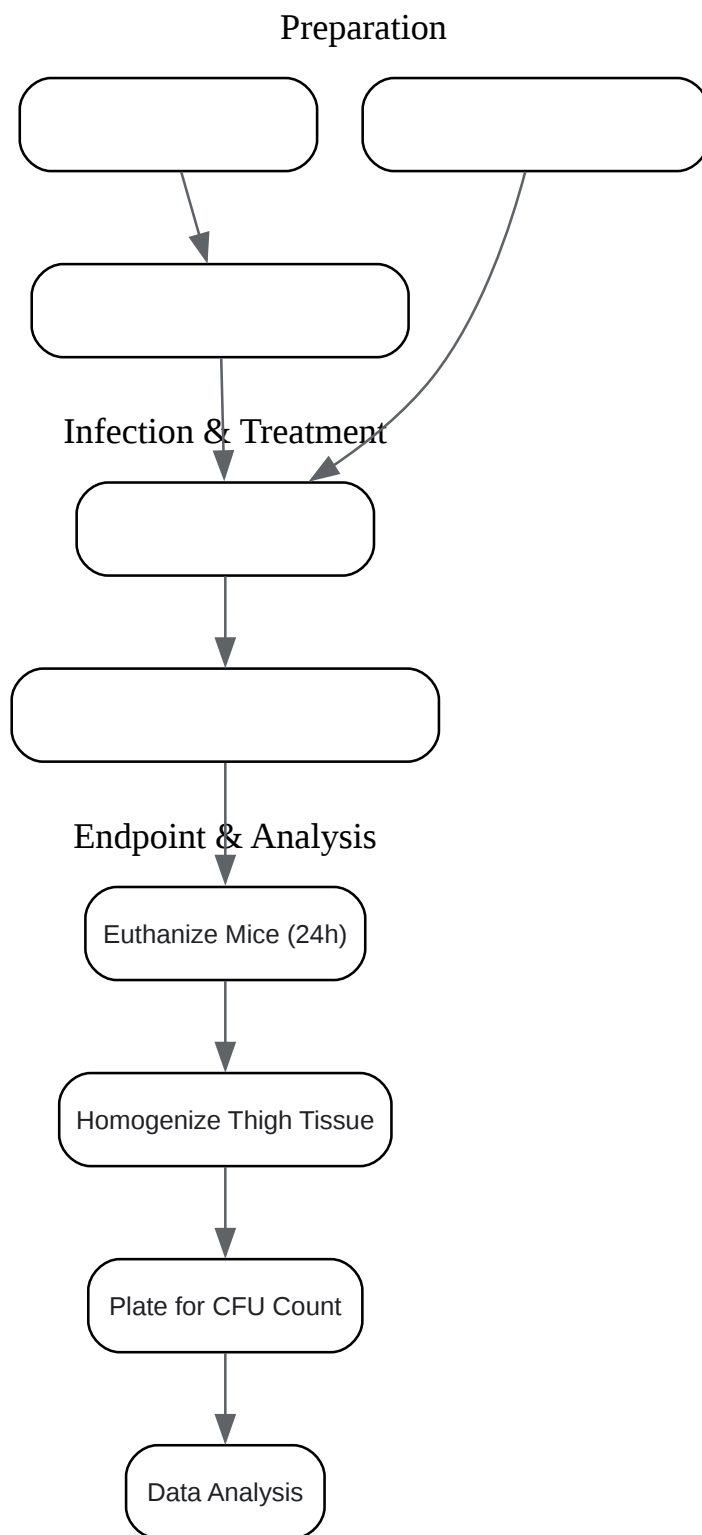 Preparation
Infection & Treatment
Endpoint & Analysis
Euthanize Mice (24h)
Homogenize Thigh Tissue
Plate for CFU Count
Data Analysis